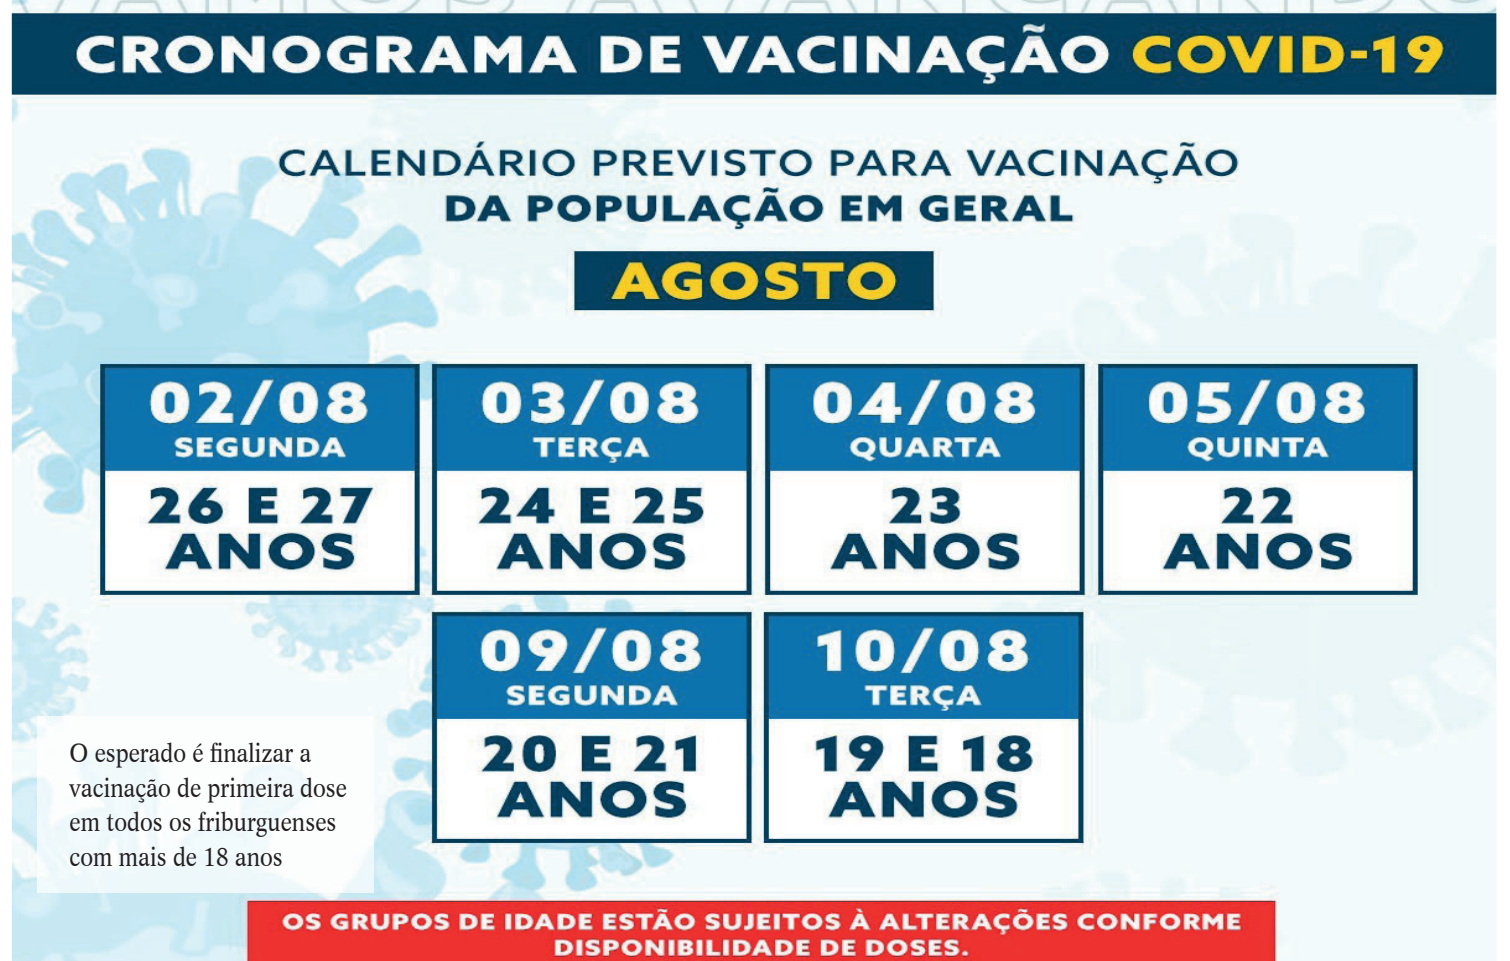 CRONOGRAMA DE VACINAÇÃO COVID-19
CALENDÁRIO PREVISTO PARA VACINAÇÃO
DA POPULAÇÃO EM GERAL
AGOSTO
02/08
SEGUNDA
26 E 27
ANOS
03/08
TERÇA
24 E 25
ANOS
04/08
QUARTA
23
ANOS
05/08
QUINTA
22
ANOS
09/08
SEGUNDA
20 E 21
ANOS
10/08
TERÇA
19 E 18
ANOS
O esperado é finalizar a
vacinação de primeira dose
em todos os friburguenses
com mais de 18 anos
OS GRUPOS DE IDADE ESTÃO SUJEITOS À ALTERAÇÕES CONFORME
DISPONIBILIDADE DE DOSES.